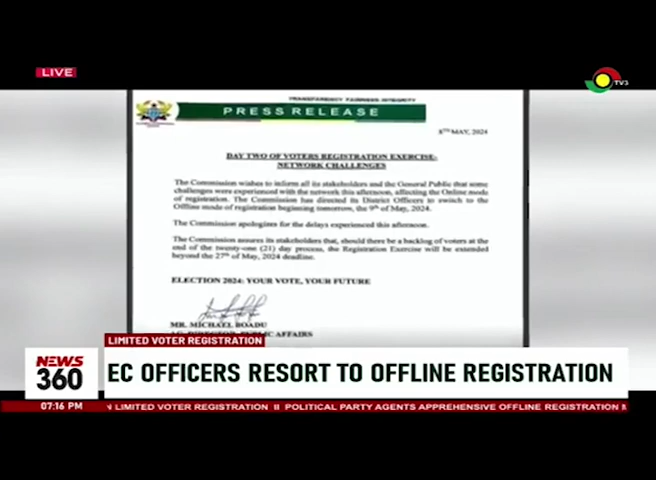 LIVE
TV3
TRANSPARENCY FAIRNESS INTEGRITY
PRESS RELEASE
8TH MAY, 2024
DAY TWO OF VOTERS REGISTRATION EXERCISE-
NETWORK CHALLENGES
The Commission wishes to inform all its stakeholders and the General Public that some
challenges were experienced with the network this afternoon, affecting the Online mode
of registration. The Commission has directed its District Officers to switch to the
Offline mode of registration beginning tomorrow, the 9th of May, 2024.
The Commission apologizes for the delays experienced this afternoon.
The Commission assures its stakeholders that, should there be a backlog of voters at the
end of the twenty-one (21) day process, the Registration Exercise will be extended
beyond the 27th of May, 2024 deadline.
ELECTION 2024: YOUR VOTE, YOUR FUTURE
MR. MICHAEL BOADU
AG. DIRECTOR, PUBLIC AFFAIRS
LIMITED VOTER REGISTRATION
NEWS
360
EC OFFICERS RESORT TO OFFLINE REGISTRATION
07:16 PM
N LIMITED VOTER REGISTRATION II POLITICAL PARTY AGENTS APPREHENSIVE OFFLINE REGISTRATION M